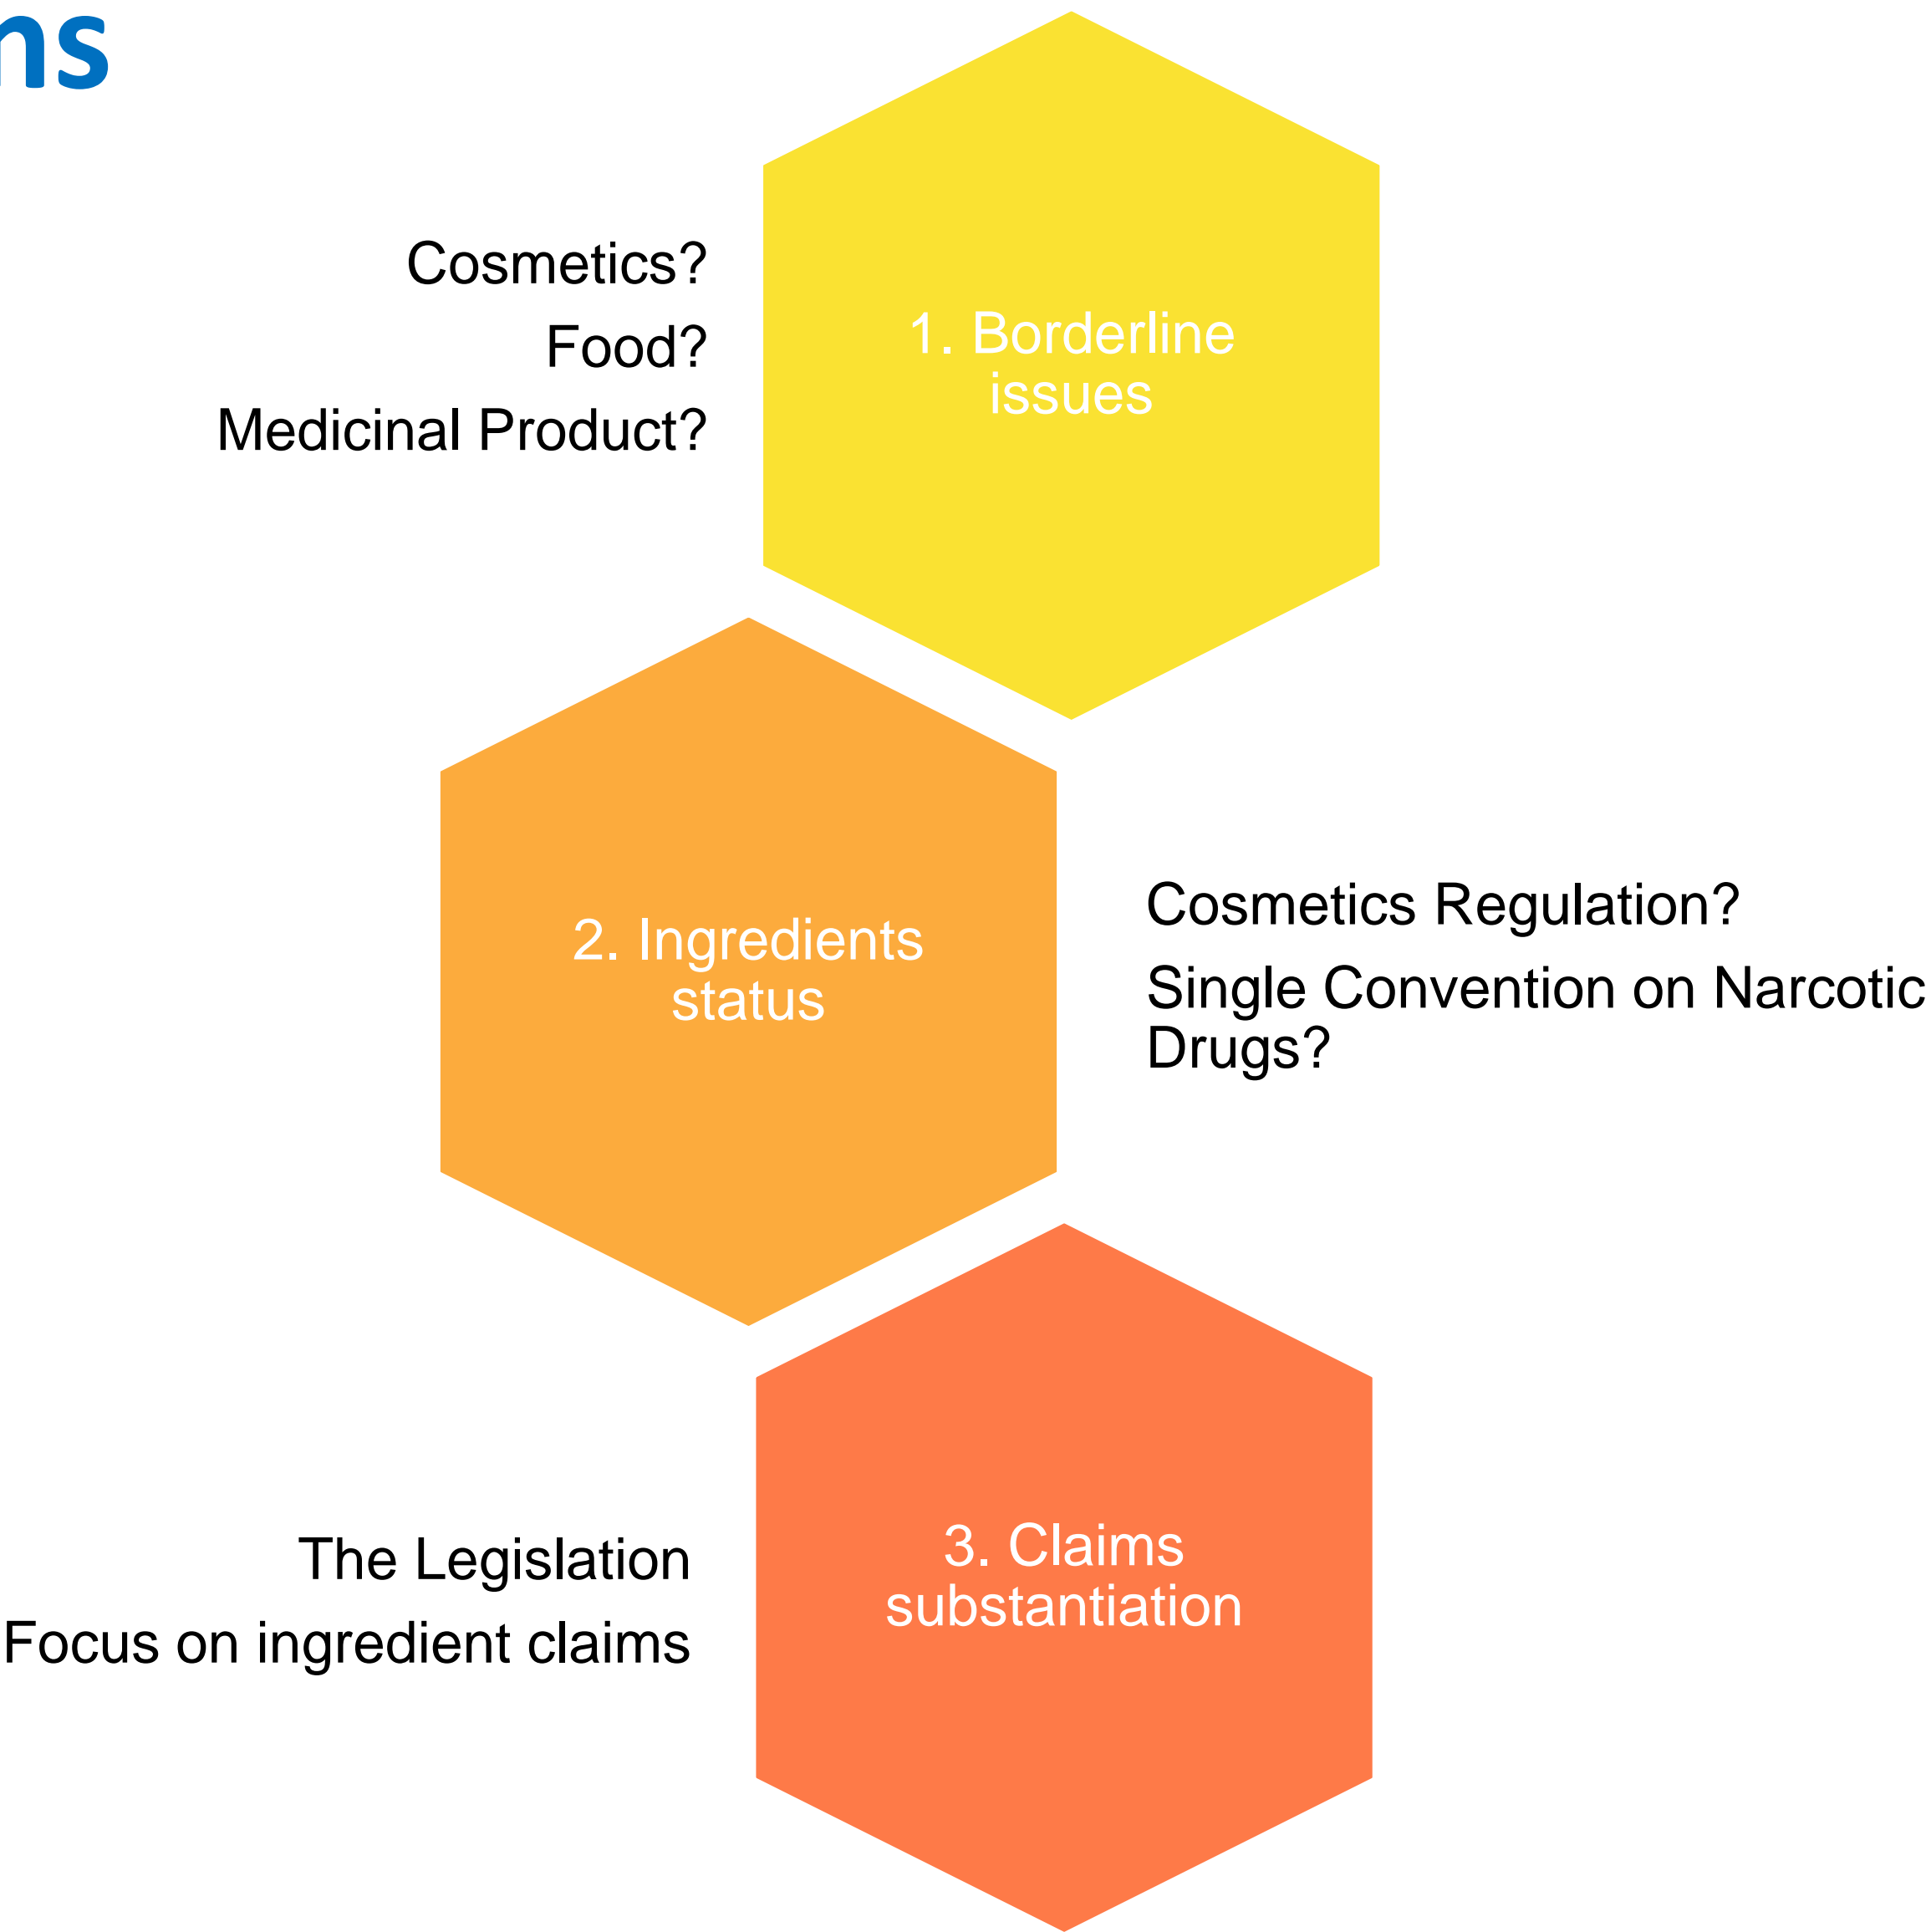 Cosmetics?
Food?
Medicinal Product?
1. Borderline
issues
2. Ingredients
status
Cosmetics Regulation?
Single Convention on Narcotic
Drugs?
The Legislation
Focus on ingredient claims
3. Claims
substantiation